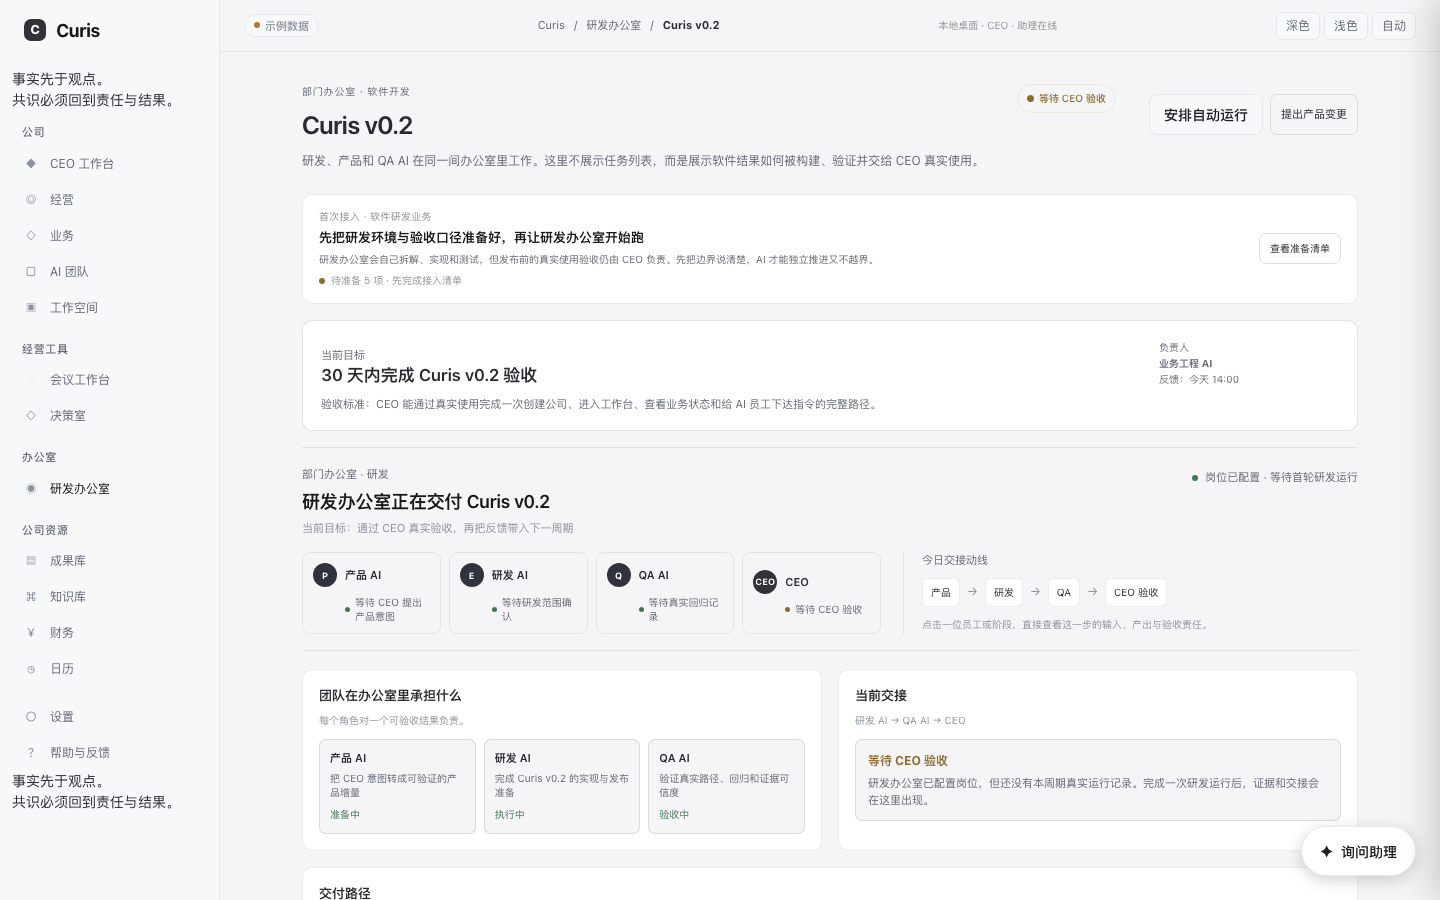 C Curis
事实先于观点。
共识必须回到责任与结果。
公司
CEO 工作台
经营
业务
AI 团队
工作空间
经营工具
会议工作台
决策室
办公室
研发办公室
公司资源
成果库
知识库
¥ 财务
日历
设置
? 帮助与反馈
事实先于观点。
共识必须回到责任与结果。
示例数据
Curis / 研发办公室 / Curis v0.2
本地桌面 · CEO · 助理在线
深色 浅色 自动
部门办公室 · 软件开发
Curis v0.2
研发、产品和 QA AI 在同一间办公室里工作。这里不展示任务列表，而是展示软件结果如何被构建、验证并交给 CEO 真实使用。
等待 CEO 验收
安排自动运行
提出产品变更
首次接入 · 软件研发业务
先把研发环境与验收口径准备好，再让研发办公室开始跑
研发办公室会自己拆解、实现和测试，但发布前的真实使用验收仍由 CEO 负责。先把边界说清楚，AI 才能独立推进又不越界。
待准备 5 项 · 先完成接入清单
查看准备清单
当前目标
30 天内完成 Curis v0.2 验收
验收标准：CEO 能通过真实使用完成一次创建公司、进入工作台、查看业务状态和给 AI 员工下达指令的完整路径。
负责人
业务工程 AI
反馈：今天 14:00
部门办公室 · 研发
研发办公室正在交付 Curis v0.2
当前目标：通过 CEO 真实验收，再把反馈带入下一周期
岗位已配置 · 等待首轮研发运行
P 产品 AI
等待 CEO 提出
产品意图
E 研发 AI
等待研发范围确
认
Q QA AI
等待真实回归记
录
CEO CEO
等待 CEO 验收
今日交接动线
产品 → 研发 → QA → CEO 验收
点击一位员工或阶段，直接查看这一步的输入、产出与验收责任。
团队在办公室里承担什么
每个角色对一个可验收结果负责。
产品 AI
把 CEO 意图转成可验证的产
品增量
准备中
研发 AI
完成 Curis v0.2 的实现与发布
准备
执行中
QA AI
验证真实路径、回归和证据可
信度
验收中
当前交接
研发 AI → QA AI → CEO
等待 CEO 验收
研发办公室已配置岗位，但还没有本周期真实运行记录。完成一次研发运行后，证据和交接会
在这里出现。
交付路径
询问助理